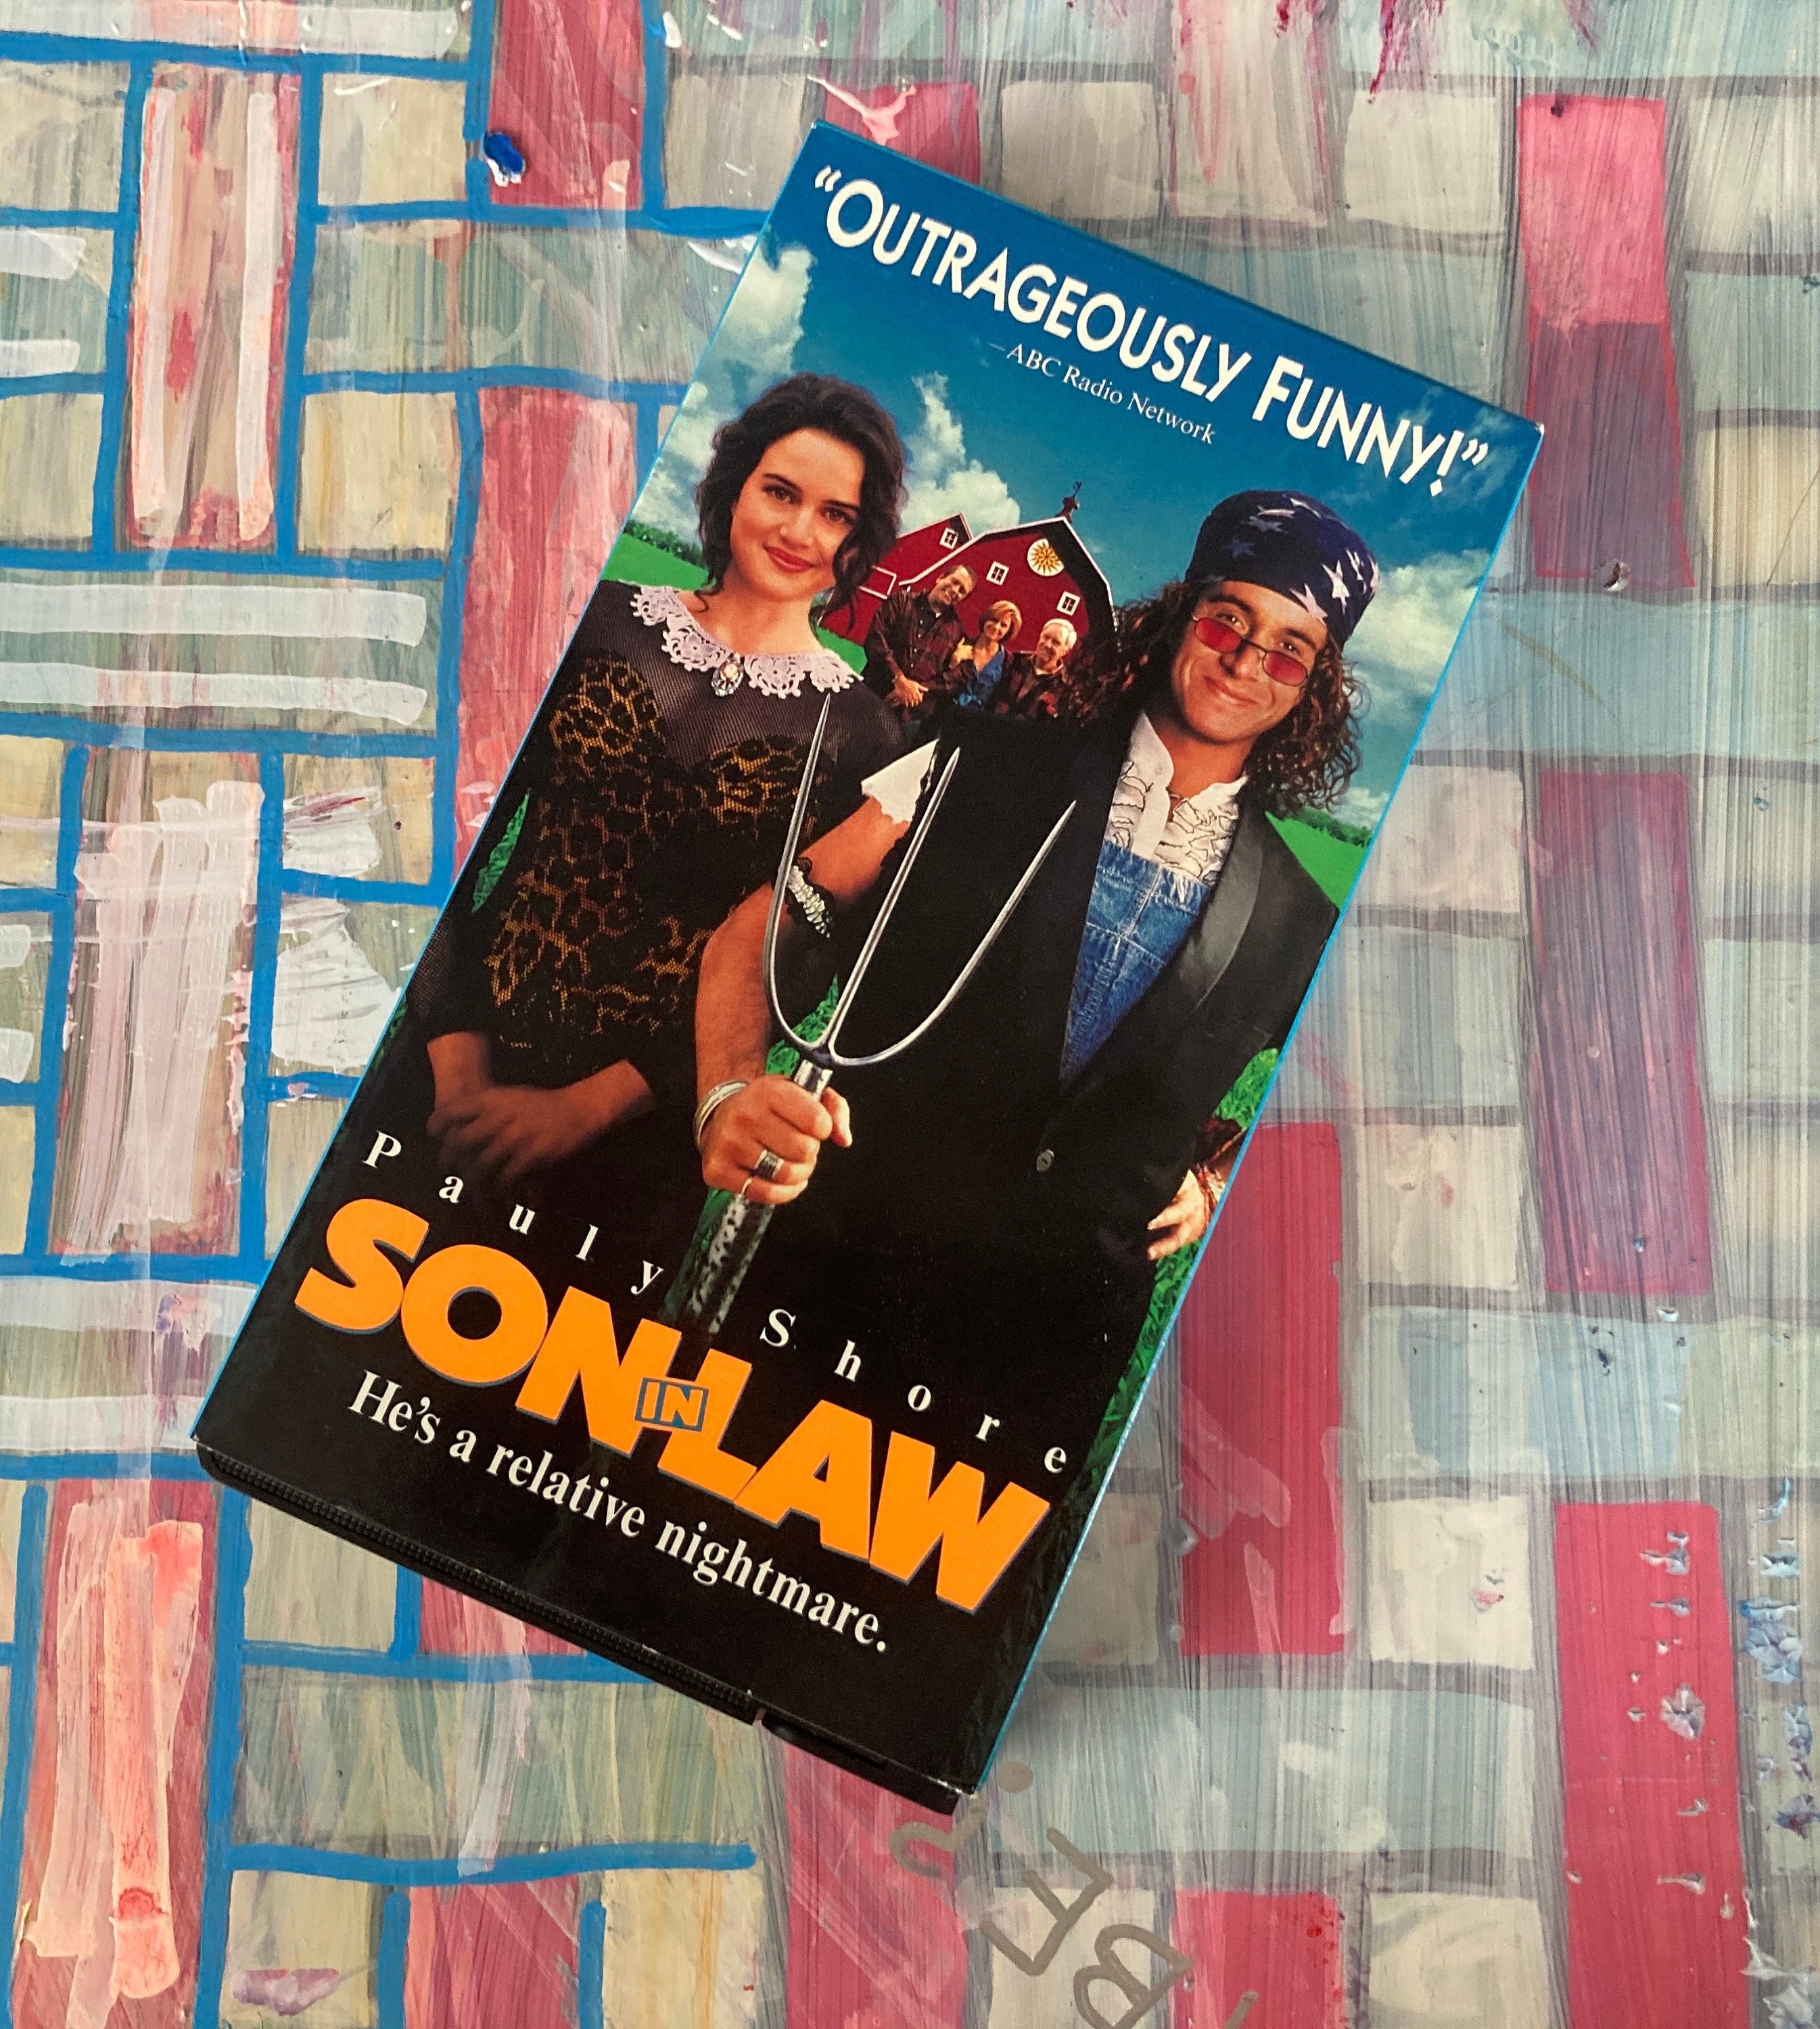 “OUTRAGEOUSLY FUNNY!”
—ABC Radio Network
Pauly Shore
SON IN LAW
He’s a relative nightmare.